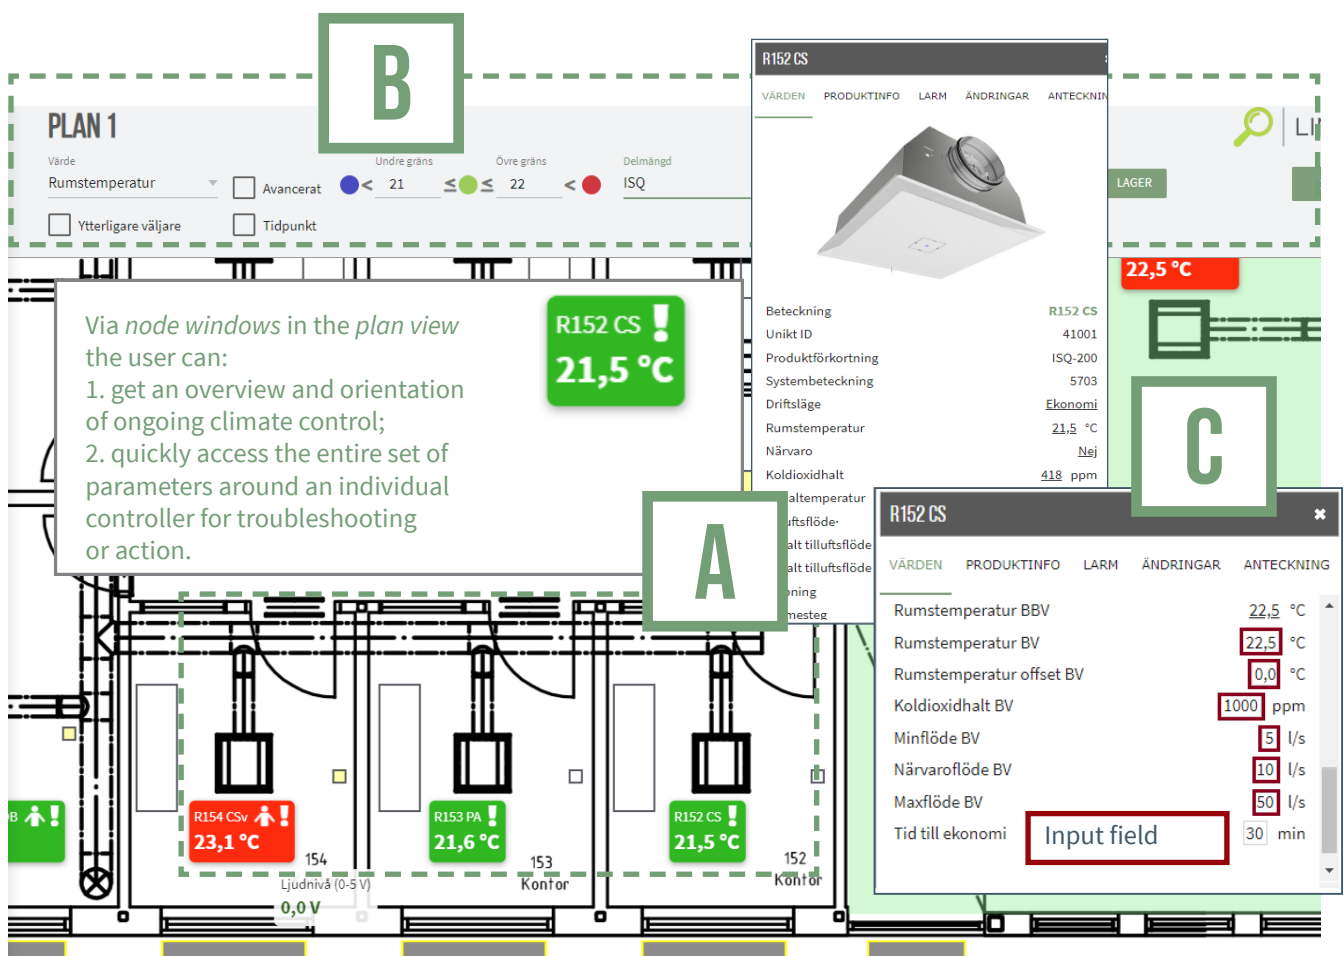 B
PLAN 1
Värde
Rumstemperatur
Avancerat
Undre gräns
< 21
≤ ≤
Övre gräns
22 <
Delmängd
ISQ
Ytterligare väljare
Tidpunkt
LAGER
R152 CS
VÄRDEN PRODUKTINFO LARM ÄNDRINGAR
Beteckning R152 CS
Unikt ID 41001
Produktförkortning ISQ-200
Systembeteckning 5703
Driftsläge Ekonomi
Rumstemperatur 21,5 °C
Närvaro Nej
Koldioxidhalt 418 ppm
22,5 °C
Via node windows in the plan view
the user can:
1. get an overview and orientation
of ongoing climate control;
2. quickly access the entire set of
parameters around an individual
controller for troubleshooting
or action.
R152 CS !
21,5 °C
A
C
R152 CS ×
VÄRDEN PRODUKTINFO LARM ÄNDRINGAR ANTECKNING
Rumstemperatur BBV 22,5 °C
Rumstemperatur BV 22,5 °C
Rumstemperatur offset BV 0,0 °C
Koldioxidhalt BV 1000 ppm
Minflöde BV 5 l/s
Närvaroflöde BV 10 l/s
Maxflöde BV 50 l/s
Tid till ekonomi 30 min
Input field
R154 CSv !
23,1 °C
154
Ljudnivå (0-5 V)
0,0 V
R153 PA !
21,6 °C
153
Kontor
R152 CS !
21,5 °C
152
Kontor